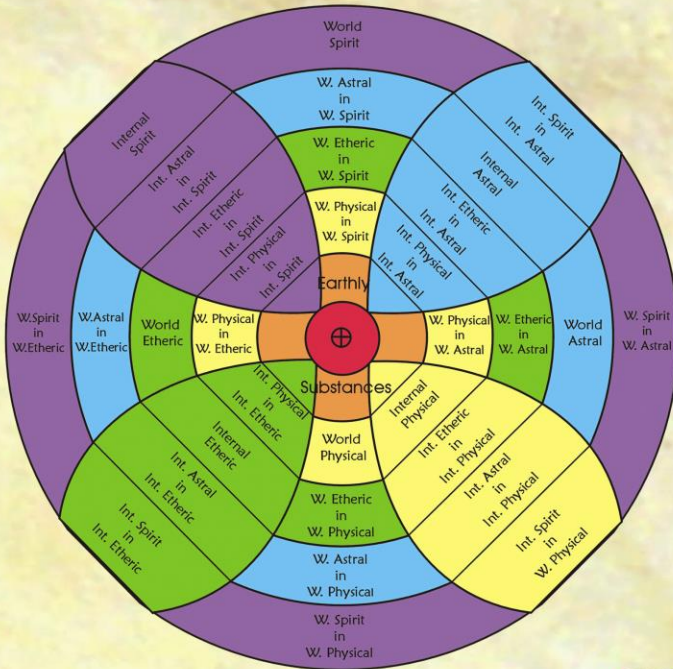 World
Spirit
W. Astral
in
W. Spirit
W. Etheric
in
W. Spirit
W. Physical
in
W. Spirit
Internal
Spirit
Int. Astral
in
Int. Spirit
Int. Etheric
in
Int. Spirit
Int. Physical
in
Int. Spirit
Int. Spirit
in
Int. Astral
Internal
Astral
Int. Etheric
in
Int. Astral
Int. Physical
in
Int. Astral
Earthly
Substances
W.Spirit
in
W.Etheric
W.Astral
in
W.Etheric
World
Etheric
W. Physical
in
W. Etheric
W. Physical
in
W. Astral
W. Etheric
in
W. Astral
World
Astral
W. Spirit
in
W. Astral
Int. Physical
in
Int. Etheric
Internal
Etheric
Int. Astral
in
Int. Etheric
Int. Spirit
in
Int. Etheric
Internal
Physical
Int. Etheric
in
Int. Physical
Int. Astral
in
Int. Physical
Int. Spirit
in
W. Physical
World
Physical
W. Etheric
in
W. Physical
W. Astral
in
W. Physical
W. Spirit
in
W. Physical